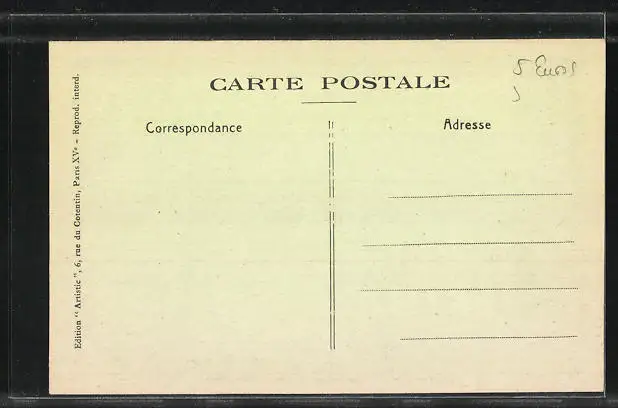 CARTE POSTALE
5 Euros
Correspondance
Adresse
Edition "Artistic", 6, rue du Cotentin, Paris XVe - Reprod. interd.